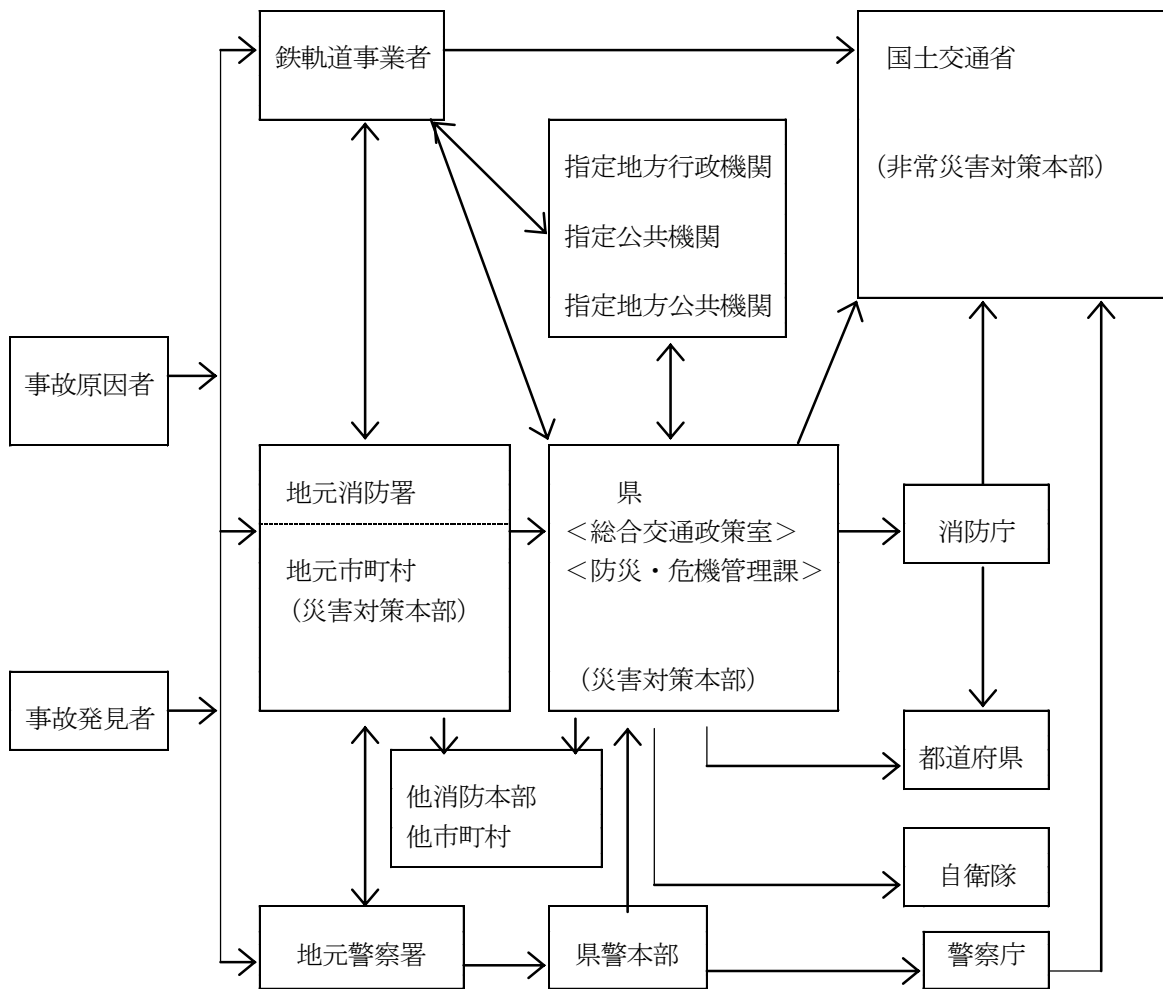 鉄軌道事業者
国土交通省
（非常災害対策本部）
指定地方行政機関
指定公共機関
指定地方公共機関
事故原因者
地元消防署
地元市町村
（災害対策本部）
県
＜総合交通政策室＞
＜防災・危機管理課＞
（災害対策本部）
消防庁
事故発見者
他消防本部
他市町村
都道府県
自衛隊
地元警察署
県警本部
警察庁